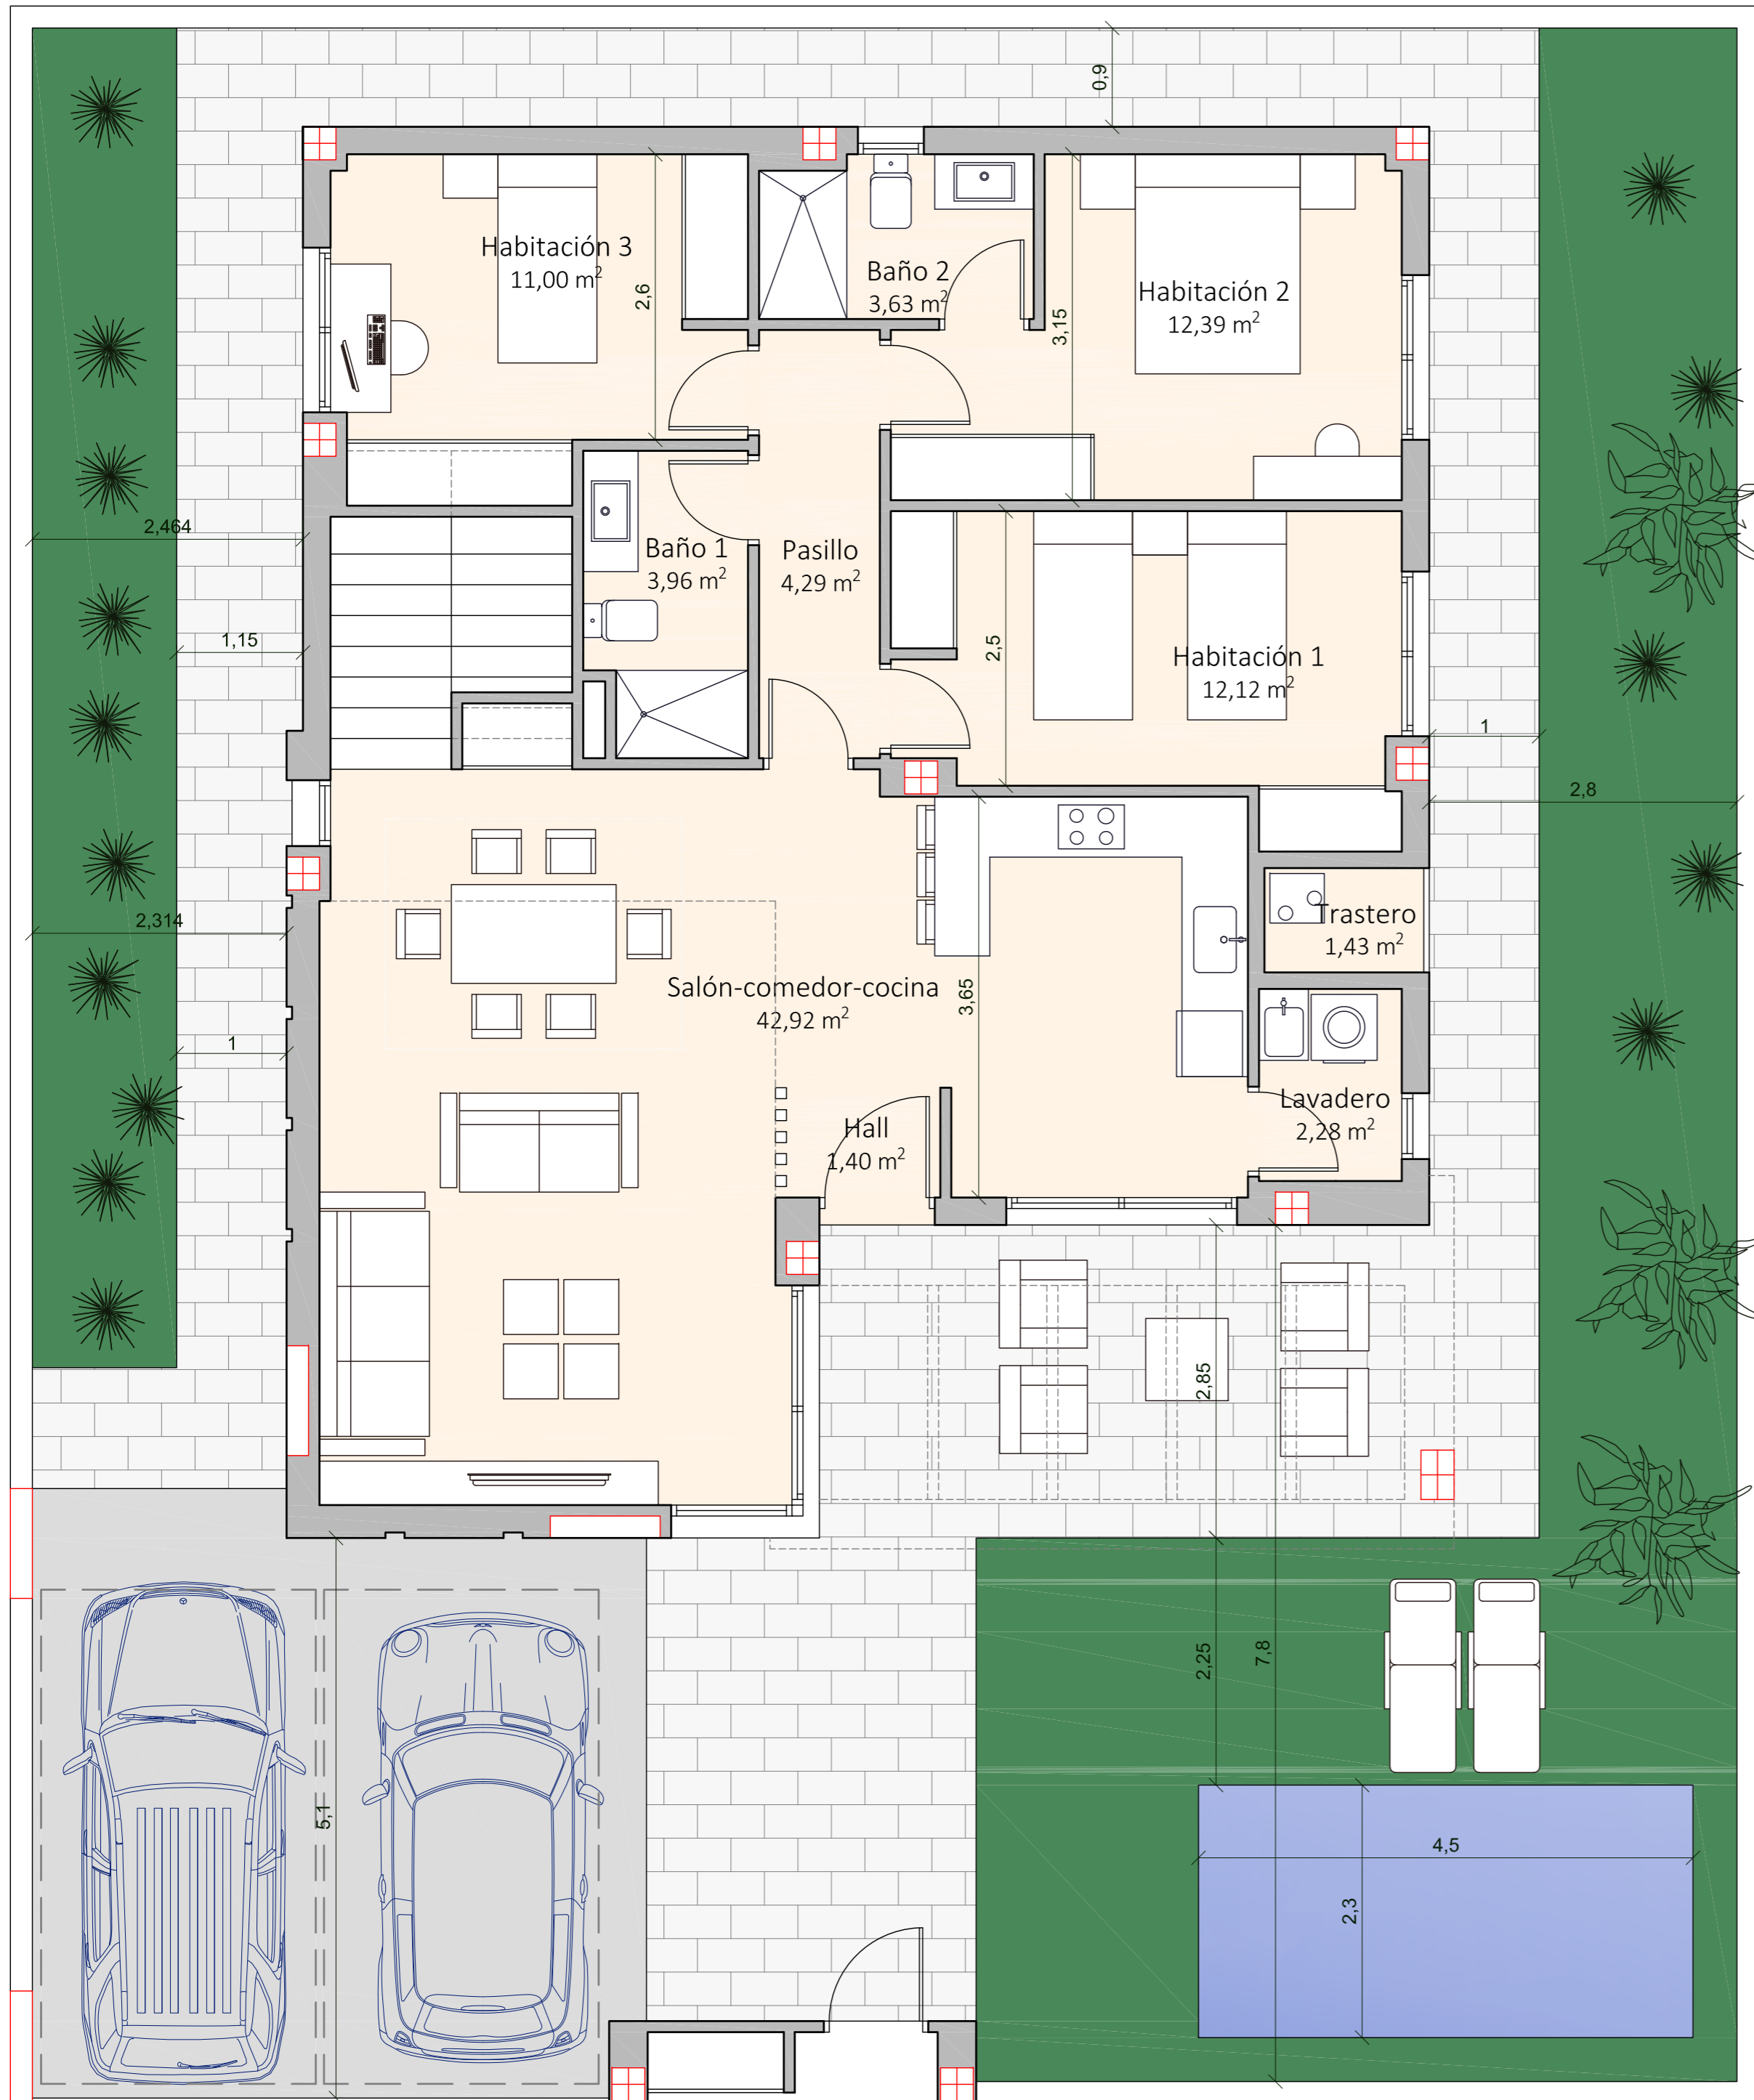 0,9
Habitación 3
11,00 m²
2,6
Baño 2
3,63 m²
3,15
Habitación 2
12,39 m²
2,464
Baño 1
3,96 m²
Pasillo
4,29 m²
1,15
2,5
Habitación 1
12,12 m²
1
2,8
2,314
Trastero
1,43 m²
Salón-comedor-cocina
42,92 m²
3,65
1
Hall
1,40 m²
Lavadero
2,28 m²
2,85
2,25
7,8
5,1
4,5
2,3